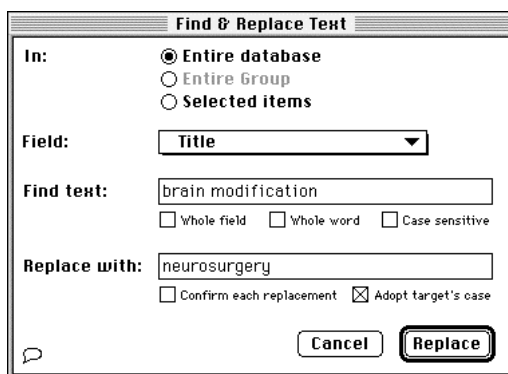 Find & Replace Text
In: Entire database
Entire Group
Selected items
Field: Title
Find text: brain modification
Whole field Whole word Case sensitive
Replace with: neurosurgery
Confirm each replacement Adopt target's case
Cancel Replace